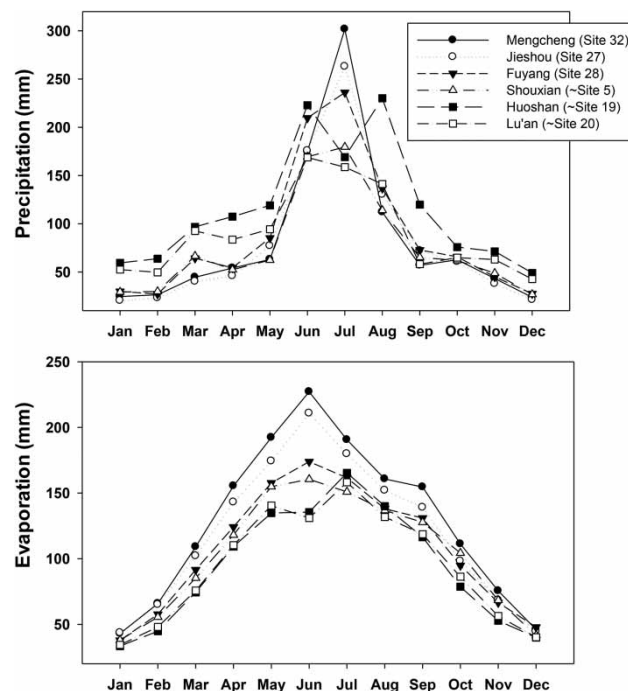 300
250
200
150
100
50
Precipitation (mm)
Mengcheng (Site 32)
Jieshou (Site 27)
Fuyang (Site 28)
Shouxian (~Site 5)
Huoshan (~Site 19)
Lu'an (~Site 20)
Jan Feb Mar Apr May Jun Jul Aug Sep Oct Nov Dec
250
200
150
100
50
Evaporation (mm)
Jan Feb Mar Apr May Jun Jul Aug Sep Oct Nov Dec